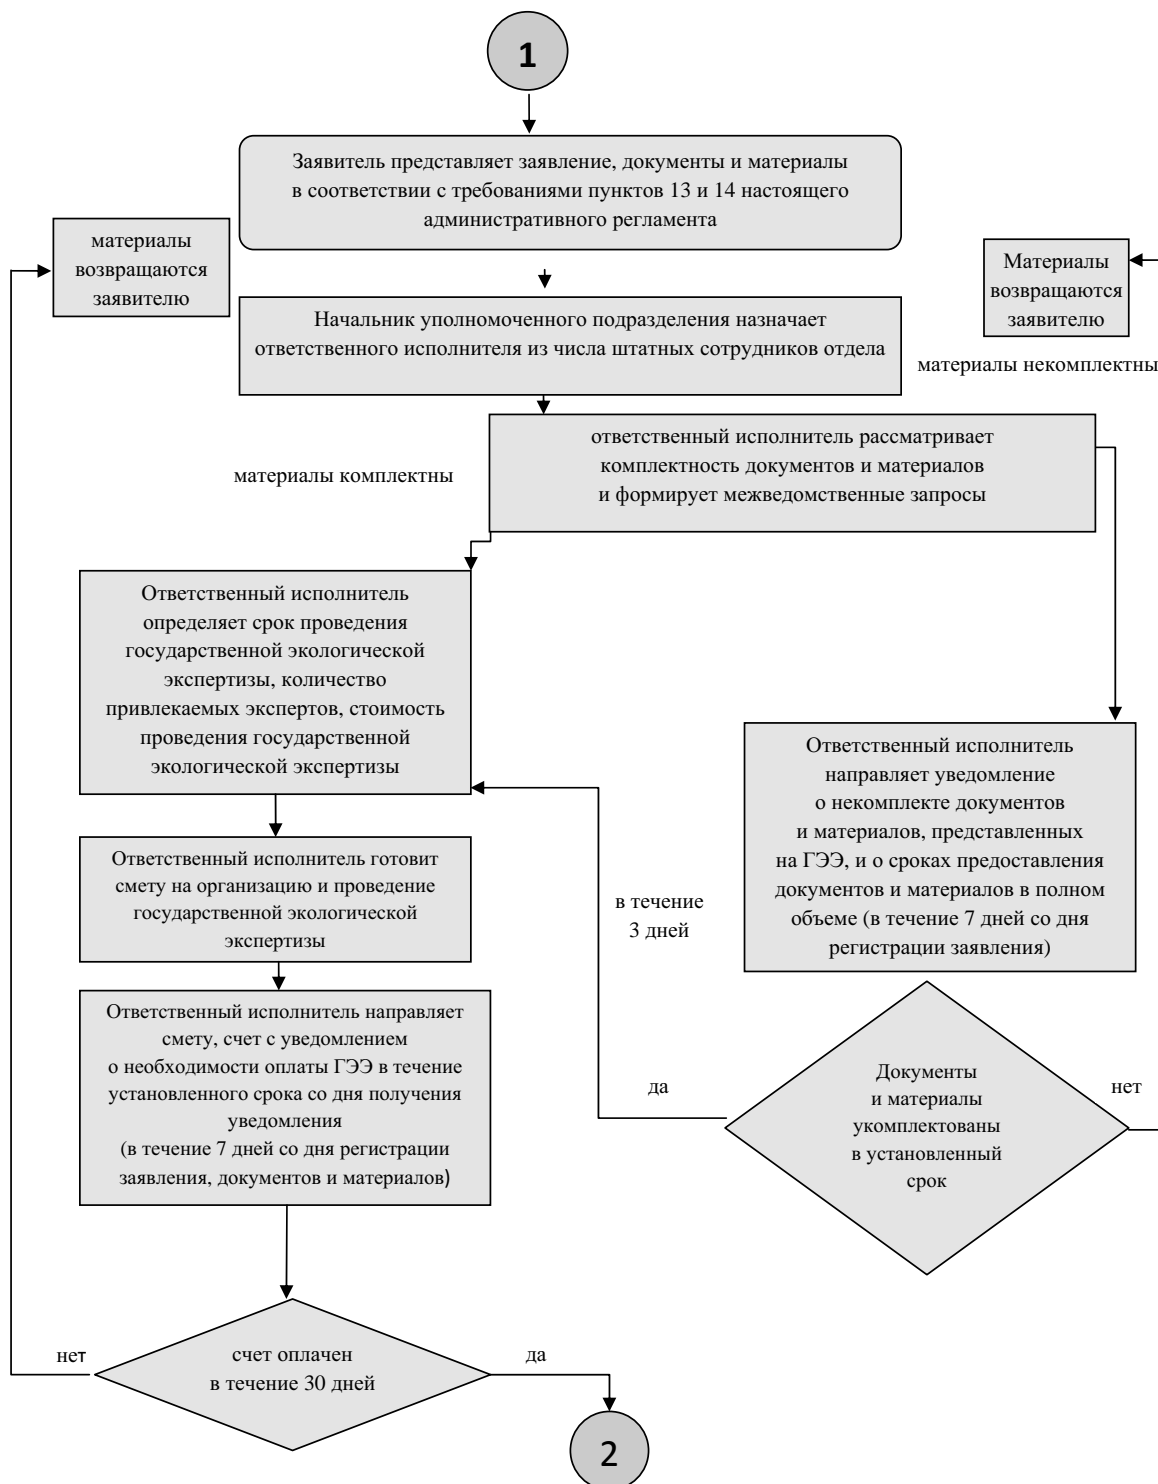 1
Заявитель представляет заявление, документы и материалы
в соответствии с требованиями пунктов 13 и 14 настоящего
административного регламента
материалы
возвращаются
заявителю
Материалы
возвращаются
заявителю
Начальник уполномоченного подразделения назначает
ответственного исполнителя из числа штатных сотрудников отдела
материалы некомплектны
ответственный исполнитель рассматривает
комплектность документов и материалов
и формирует межведомственные запросы
материалы комплектны
Ответственный исполнитель
определяет срок проведения
государственной экологической
экспертизы, количество
привлекаемых экспертов, стоимость
проведения государственной
экологической экспертизы
Ответственный исполнитель
направляет уведомление
о некомплекте документов
и материалов, представленных
на ГЭЭ, и о сроках предоставления
документов и материалов в полном
объеме (в течение 7 дней со дня
регистрации заявления)
Ответственный исполнитель готовит
смету на организацию и проведение
государственной экологической
экспертизы
в течение
3 дней
Ответственный исполнитель направляет
смету, счет с уведомлением
о необходимости оплаты ГЭЭ в течение
установленного срока со дня получения
уведомления
(в течение 7 дней со дня регистрации
заявления, документов и материалов)
да
Документы
и материалы
укомплектованы
в установленный
срок
нет
нет
счет оплачен
в течение 30 дней
да
2